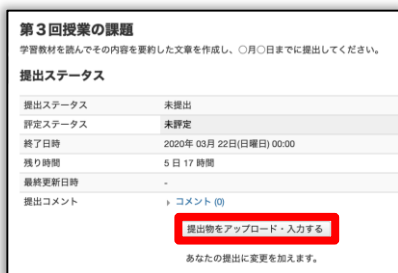 第３回授業の課題
学習教材を読んでその内容を要約した文章を作成し、○月○日までに提出してください。
提出ステータス
提出ステータス 未提出
評定ステータス 未評定
終了日時 2020年 03月 22日(日曜日) 00:00
残り時間 5 日 17 時間
最終更新日時 -
提出コメント ▸ コメント (0)
提出物をアップロード・入力する
あなたの提出に変更を加えます。